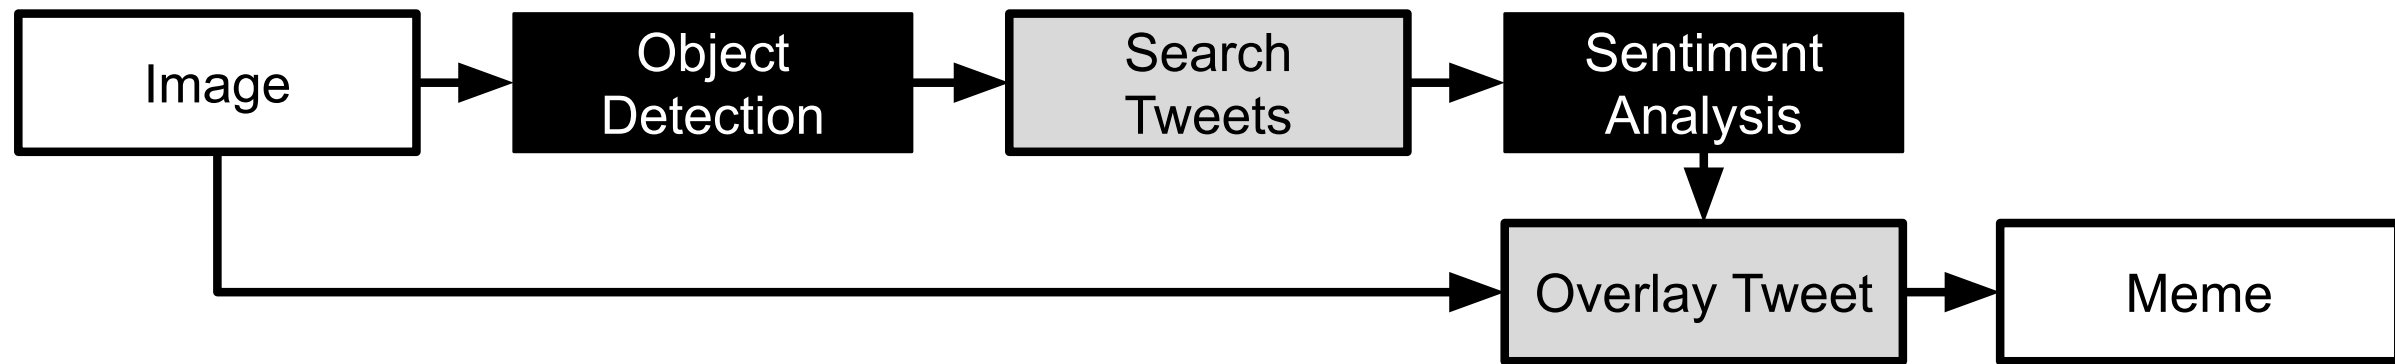 Image
Object
Detection
Search
Tweets
Sentiment
Analysis
Overlay Tweet
Meme